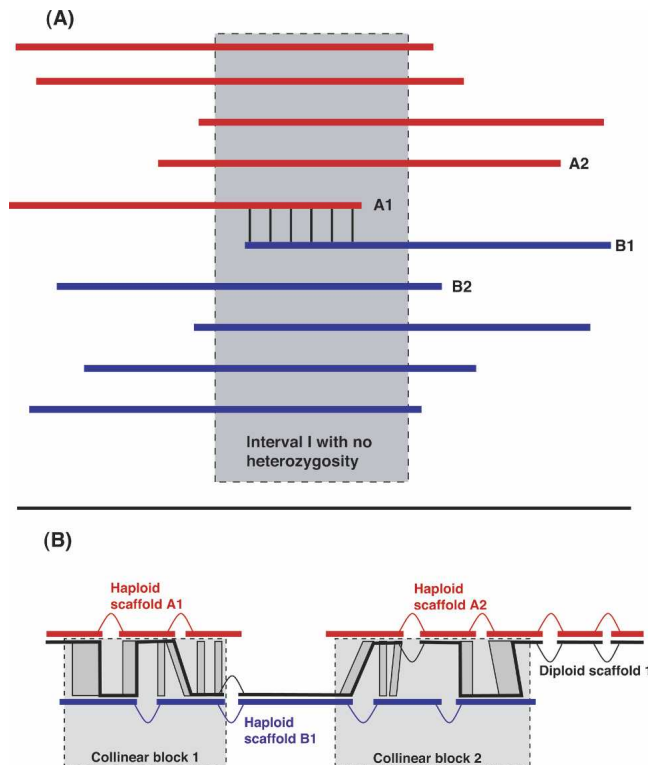 (A)
A2
A1
B1
B2
Interval I with no
heterozygosity
(B)
Haploid
scaffold A1
Haploid
scaffold A2
Diploid scaffold 1
Haploid
scaffold B1
Collinear block 1
Collinear block 2